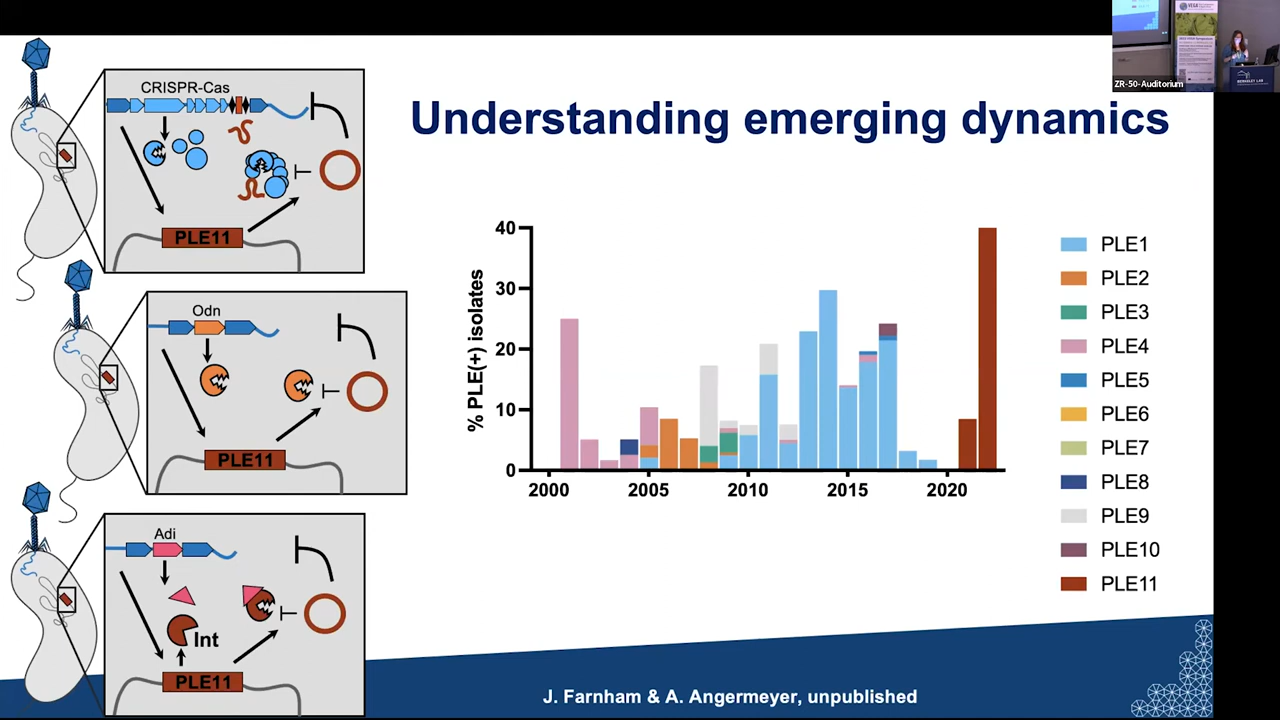 ZR-50-Auditorium
BERKELEY LAB
Understanding emerging dynamics
CRISPR-Cas
PLE11
Odn
PLE11
Adi
Int
PLE11
% PLE(+) isolates
40
30
20
10
0
2000 2005 2010 2015 2020
PLE1
PLE2
PLE3
PLE4
PLE5
PLE6
PLE7
PLE8
PLE9
PLE10
PLE11
J. Farnham & A. Angermeyer, unpublished